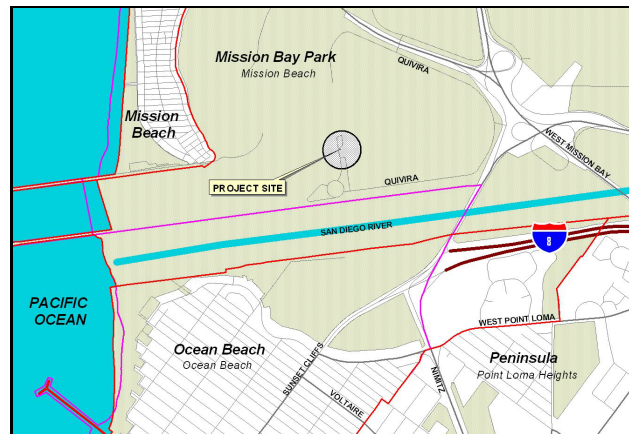 Mission Bay Park
Mission Beach
QUIVIRA
Mission
Beach
WEST MISSION BAY
PROJECT SITE
QUIVIRA
SAN DIEGO RIVER
8
PACIFIC
OCEAN
WEST POINT LOMA
Ocean Beach
Ocean Beach
SUNSET CLIFFS
VOLTAIRE
NIMITZ
Peninsula
Point Loma Heights